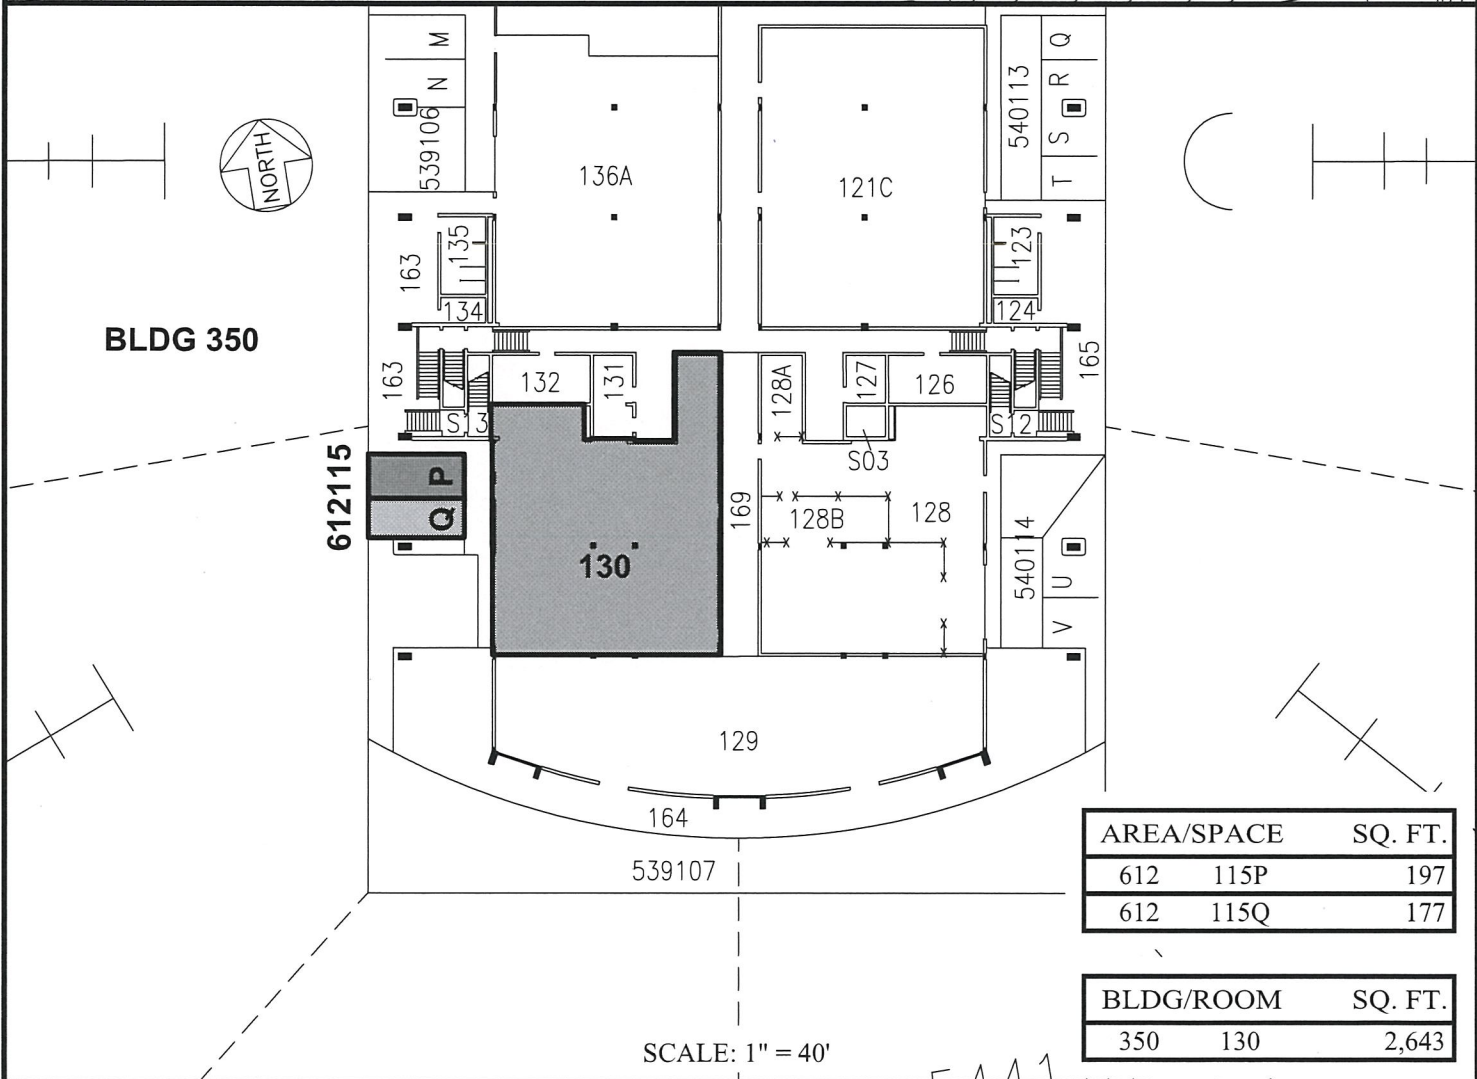 M
N
539106
NORTH
136A
121C
540113
Q
R
S
T
163
135
134
123
124
165
BLDG 350
163
132
131
128A
127
126
S13
S12
S03
612115
P
Q
130
169
128B
128
540114
U
V
129
164
539107
AREA/SPACE SQ. FT.
612 115P 197
612 115Q 177
BLDG/ROOM SQ. FT.
350 130 2,643
SCALE: 1" = 40'